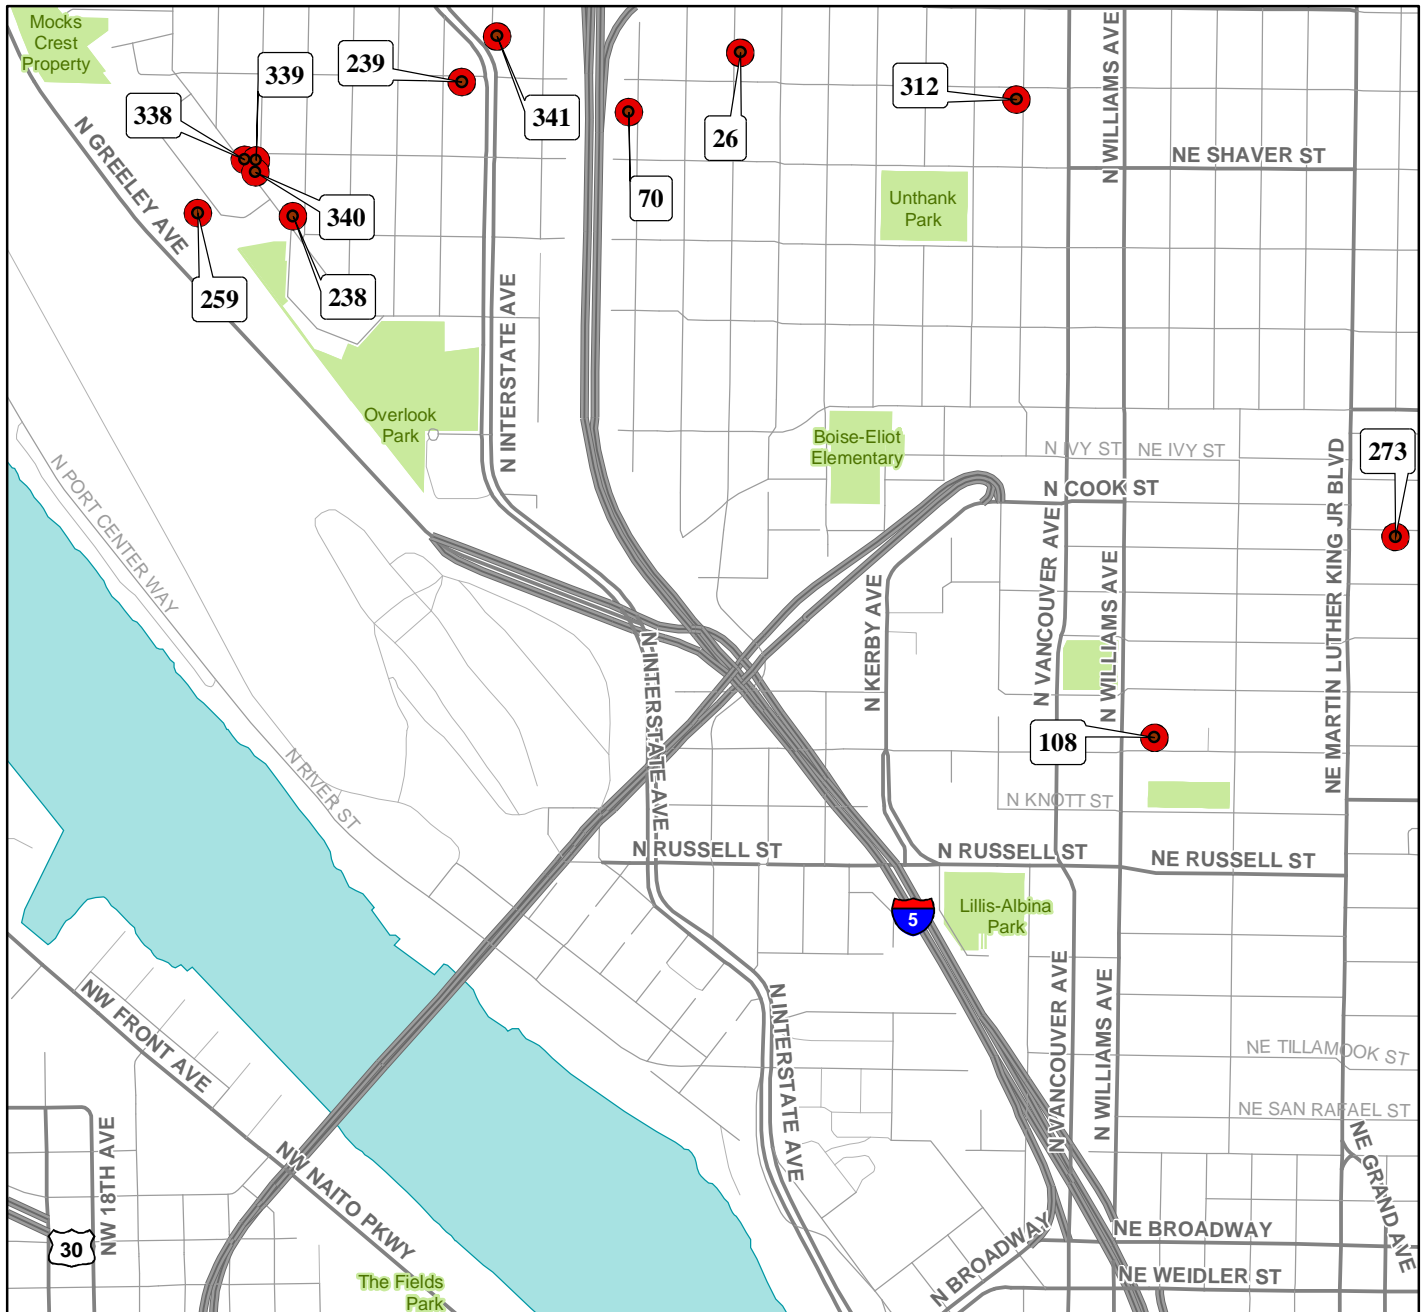 Mocks
Crest
Property
339
239
341
26
312
338
N WILLIAMS AVE
NE SHAVER ST
N GREELEY AVE
70
Unthank
Park
340
259
238
N INTERSTATE AVE
Overlook
Park
Boise-Eliot
Elementary
N IVY ST
NE IVY ST
273
N COOK ST
N PORT CENTER WAY
N VANCOUVER AVE
N WILLIAMS AVE
NE MARTIN LUTHER KING JR BLVD
N KERBY AVE
N INTERSTATE AVE
108
N RIVER ST
N KNOTT ST
N RUSSELL ST
N RUSSELL ST
NE RUSSELL ST
5
Lillis-Albina
Park
NW FRONT AVE
N INTERSTATE AVE
N VANCOUVER AVE
N WILLIAMS AVE
NE TILLAMOOK ST
NE SAN RAFAEL ST
NW 18TH AVE
NW NAITO PKWY
NE GRAND AVE
30
N BROADWAY
NE BROADWAY
NE WEIDLER ST
The Fields
Park